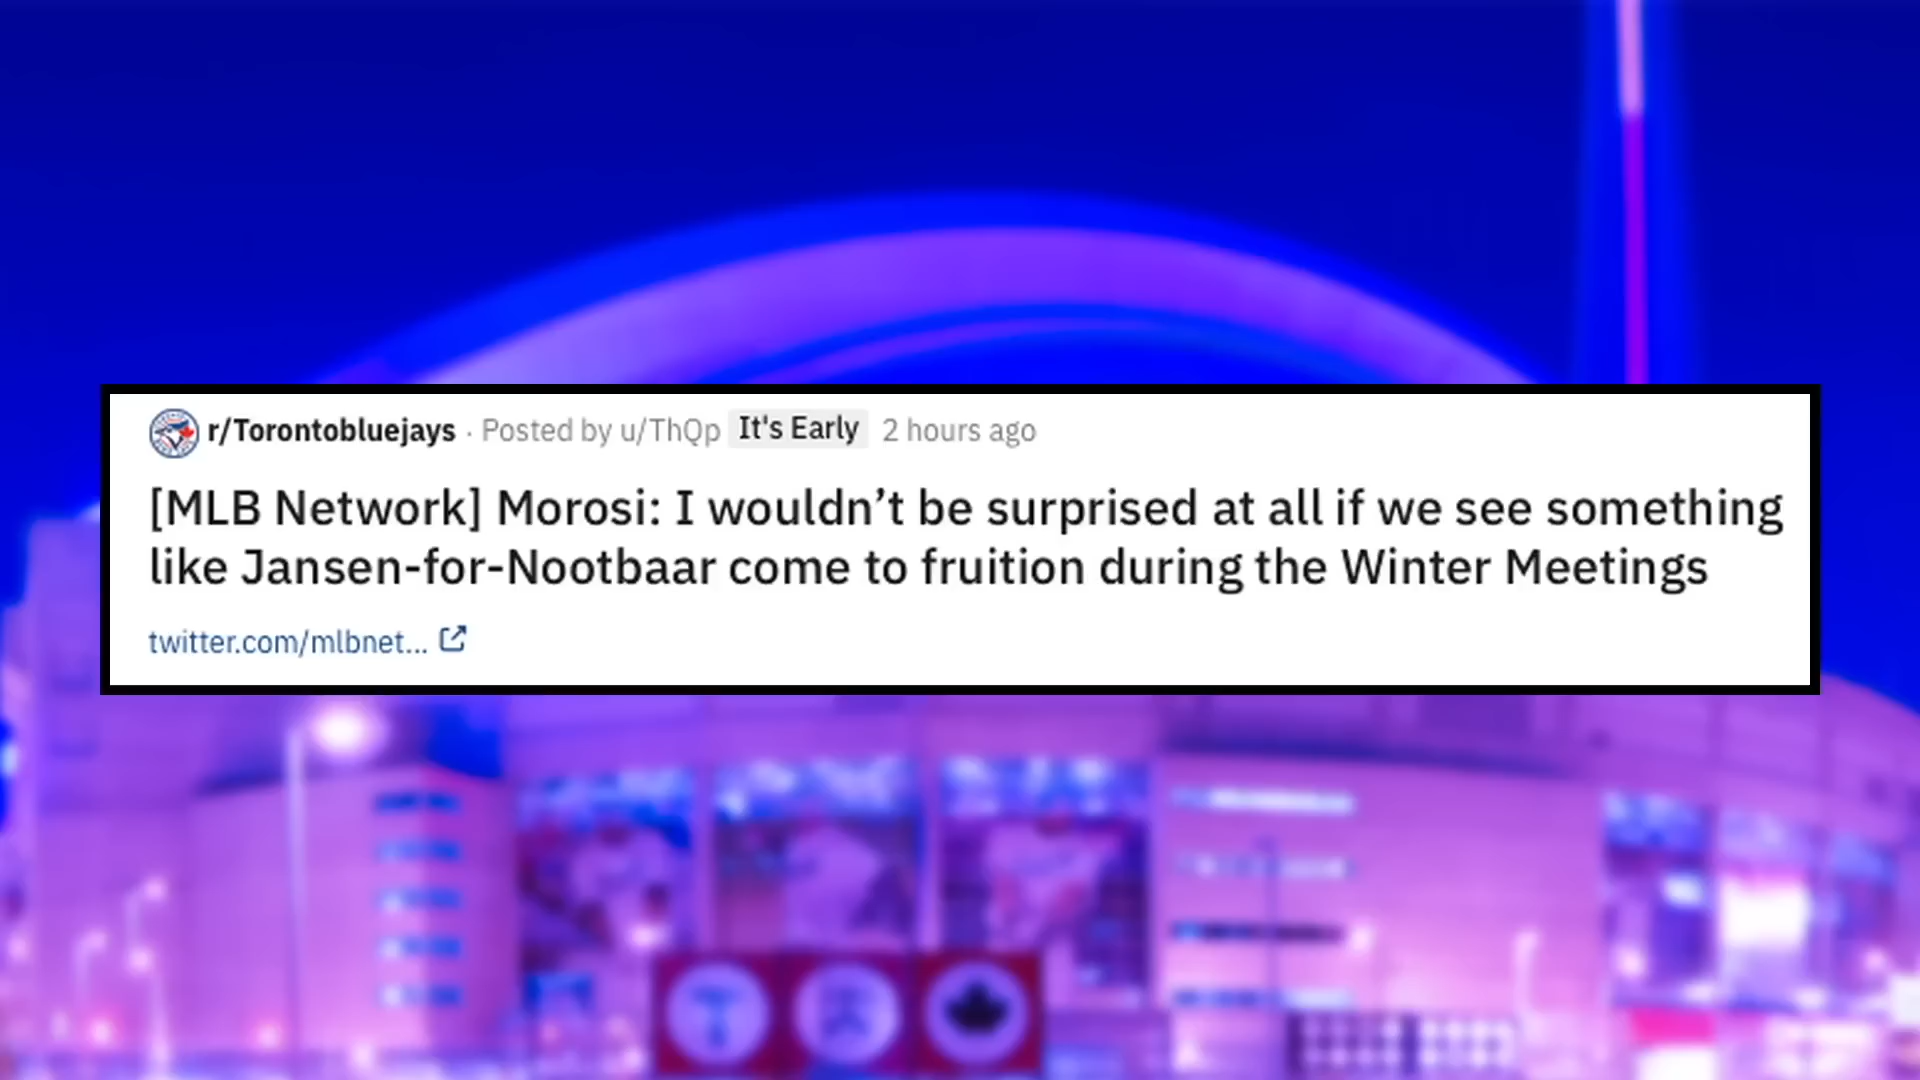 r/Torontobluejays · Posted by u/ThQp It's Early 2 hours ago
[MLB Network] Morosi: I wouldn’t be surprised at all if we see something
like Jansen-for-Nootbaar come to fruition during the Winter Meetings
twitter.com/mlbnet...